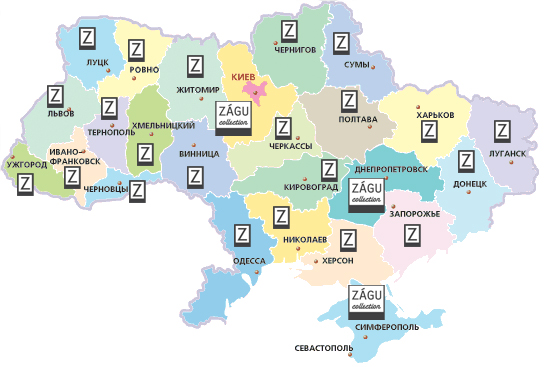 Z
ЧЕРНИГОВ
Z
СУМЫ
Z
ЛУЦК
Z
РОВНО
Z
ЖИТОМИР
КИЕВ
ZÁGU
collection
Z
ЛЬВОВ
Z
ТЕРНОПОЛЬ
ХМЕЛЬНИЦКИЙ
Z
Z
ПОЛТАВА
ХАРЬКОВ
Z
Z
ЧЕРКАССЫ
Z
ЛУГАНСК
ИВАНО-
ФРАНКОВСК
Z
УЖГОРОД
Z
ЧЕРНОВЦЫ
Z
ВИННИЦА
Z
Z
КИРОВОГРАД
ДНЕПРОПЕТРОВСК
ZÁGU
collection
Z
ДОНЕЦК
ЗАПОРОЖЬЕ
Z
Z
ОДЕССА
Z
НИКОЛАЕВ
Z
ХЕРСОН
ZÁGU
collection
СИМФЕРОПОЛЬ
СЕВАСТОПОЛЬ